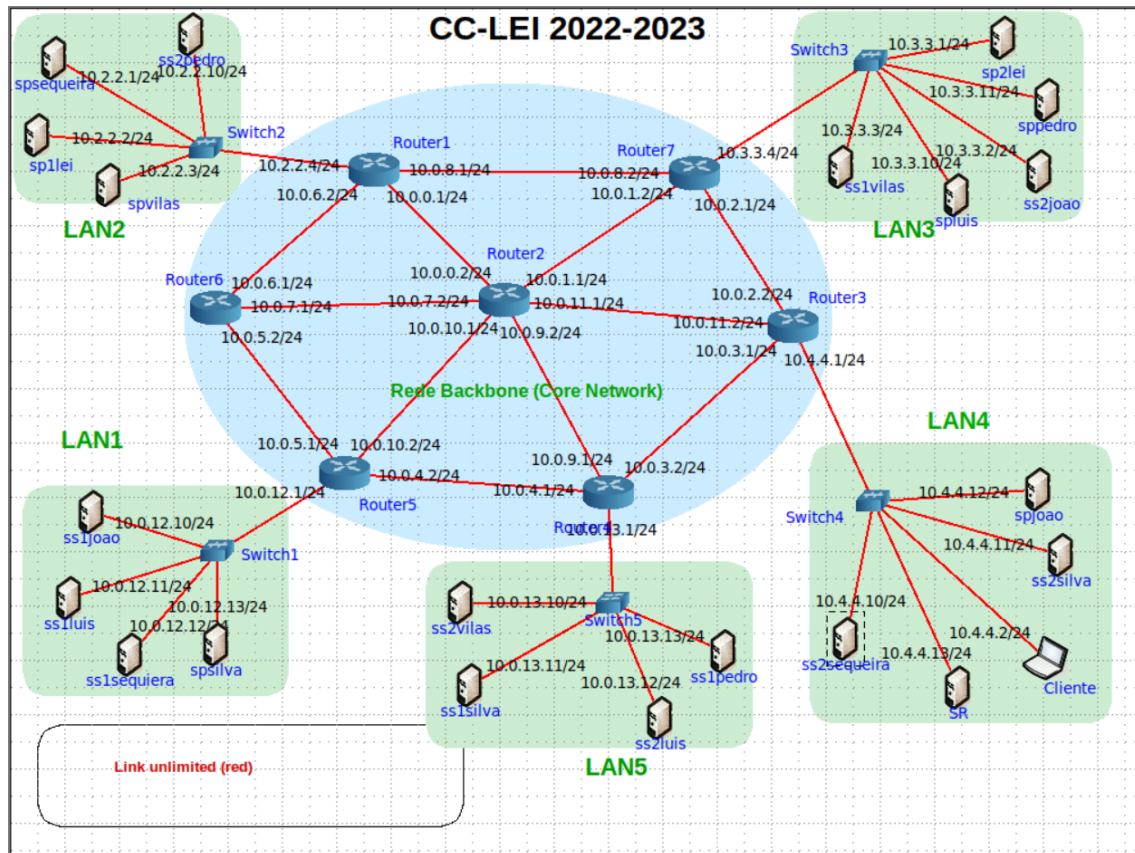 CC-LEI 2022-2023
ss2pedro
10.2.2.10/24
10.2.2.1/24
spsequeira
10.2.2.2/24
sp1lei
10.2.2.3/24
spvilas
Switch2
10.2.2.4/24
LAN2
Router1
10.0.8.1/24
10.0.6.2/24
10.0.0.1/24
Router7
10.0.8.2/24
10.0.1.2/24
10.3.3.4/24
10.0.2.1/24
Switch3
10.3.3.1/24
sp2lei
10.3.3.11/24
sppedro
10.3.3.3/24
10.3.3.2/24
10.3.3.10/24
ss1vilas
spluis
ss2joao
LAN3
Router6
10.0.6.1/24
10.0.7.1/24
10.0.5.2/24
Router2
10.0.0.2/24
10.0.1.1/24
10.0.7.2/24
10.0.11.1/24
10.0.10.1/24
10.0.9.2/24
10.0.2.2/24
Router3
10.0.11.2/24
10.0.3.1/24
10.4.4.1/24
Rede Backbone (Core Network)
LAN1
10.0.5.1/24
10.0.10.2/24
10.0.4.2/24
10.0.12.1/24
Router5
10.0.9.1/24
10.0.3.2/24
10.0.4.1/24
10.0.13.1/24
LAN4
Switch4
10.4.4.12/24
spjoao
10.4.4.11/24
ss2silva
10.4.4.10/24
10.4.4.2/24
10.4.4.13/24
ss2sequeira
SR
Cliente
ss1joao
10.0.12.10/24
Switch1
10.0.12.11/24
10.0.12.13/24
ss1luis
10.0.12.12/24
ss1sequiera
spsilva
10.0.13.10/24
ss2vilas
Switch5
10.0.13.13/24
10.0.13.11/24
ss1pedro
10.0.13.12/24
ss1silva
ss2luis
LAN5
Link unlimited (red)